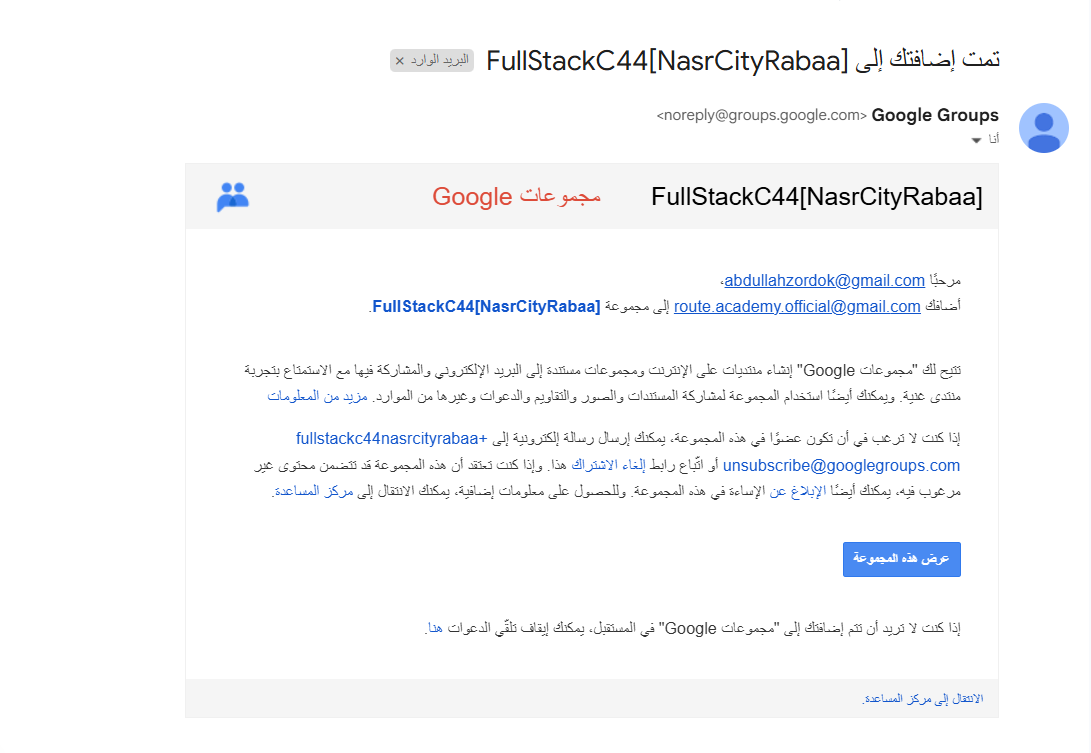 تمت إضافتك إلى FullStackC44[NasrCityRabaa] البريد الوارد ×
Google Groups <noreply@groups.google.com>
أنا
FullStackC44[NasrCityRabaa] مجموعات Google
مرحبًا abdullahzordok@gmail.com،
أضافك route.academy.official@gmail.com إلى مجموعة FullStackC44[NasrCityRabaa].
تتيح لك "مجموعات Google" إنشاء منتديات على الإنترنت ومجموعات مستندة إلى البريد الإلكتروني والمشاركة فيها مع الاستمتاع بتجربة
منتدى غنية. ويمكنك أيضًا استخدام المجموعة لمشاركة المستندات والصور والتقاويم والدعوات وغيرها من الموارد. مزيد من المعلومات
إذا كنت لا ترغب في أن تكون عضوًا في هذه المجموعة، يمكنك إرسال رسالة إلكترونية إلى fullstackc44nasrcityrabaa+
unsubscribe@googlegroups.com أو اتّباع رابط إلغاء الاشتراك هذا. وإذا كنت تعتقد أن هذه المجموعة قد تتضمن محتوى غير
مرغوب فيه، يمكنك أيضًا الإبلاغ عن الإساءة في هذه المجموعة. وللحصول على معلومات إضافية، يمكنك الانتقال إلى مركز المساعدة.
عرض هذه المجموعة
إذا كنت لا تريد أن تتم إضافتك إلى "مجموعات Google" في المستقبل، يمكنك إيقاف تلقّي الدعوات هنا.
الانتقال إلى مركز المساعدة.